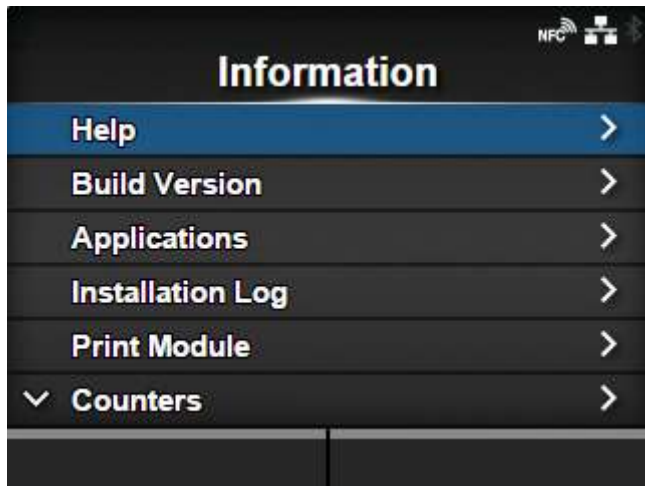 NFC
Information
Help
Build Version
Applications
Installation Log
Print Module
Counters